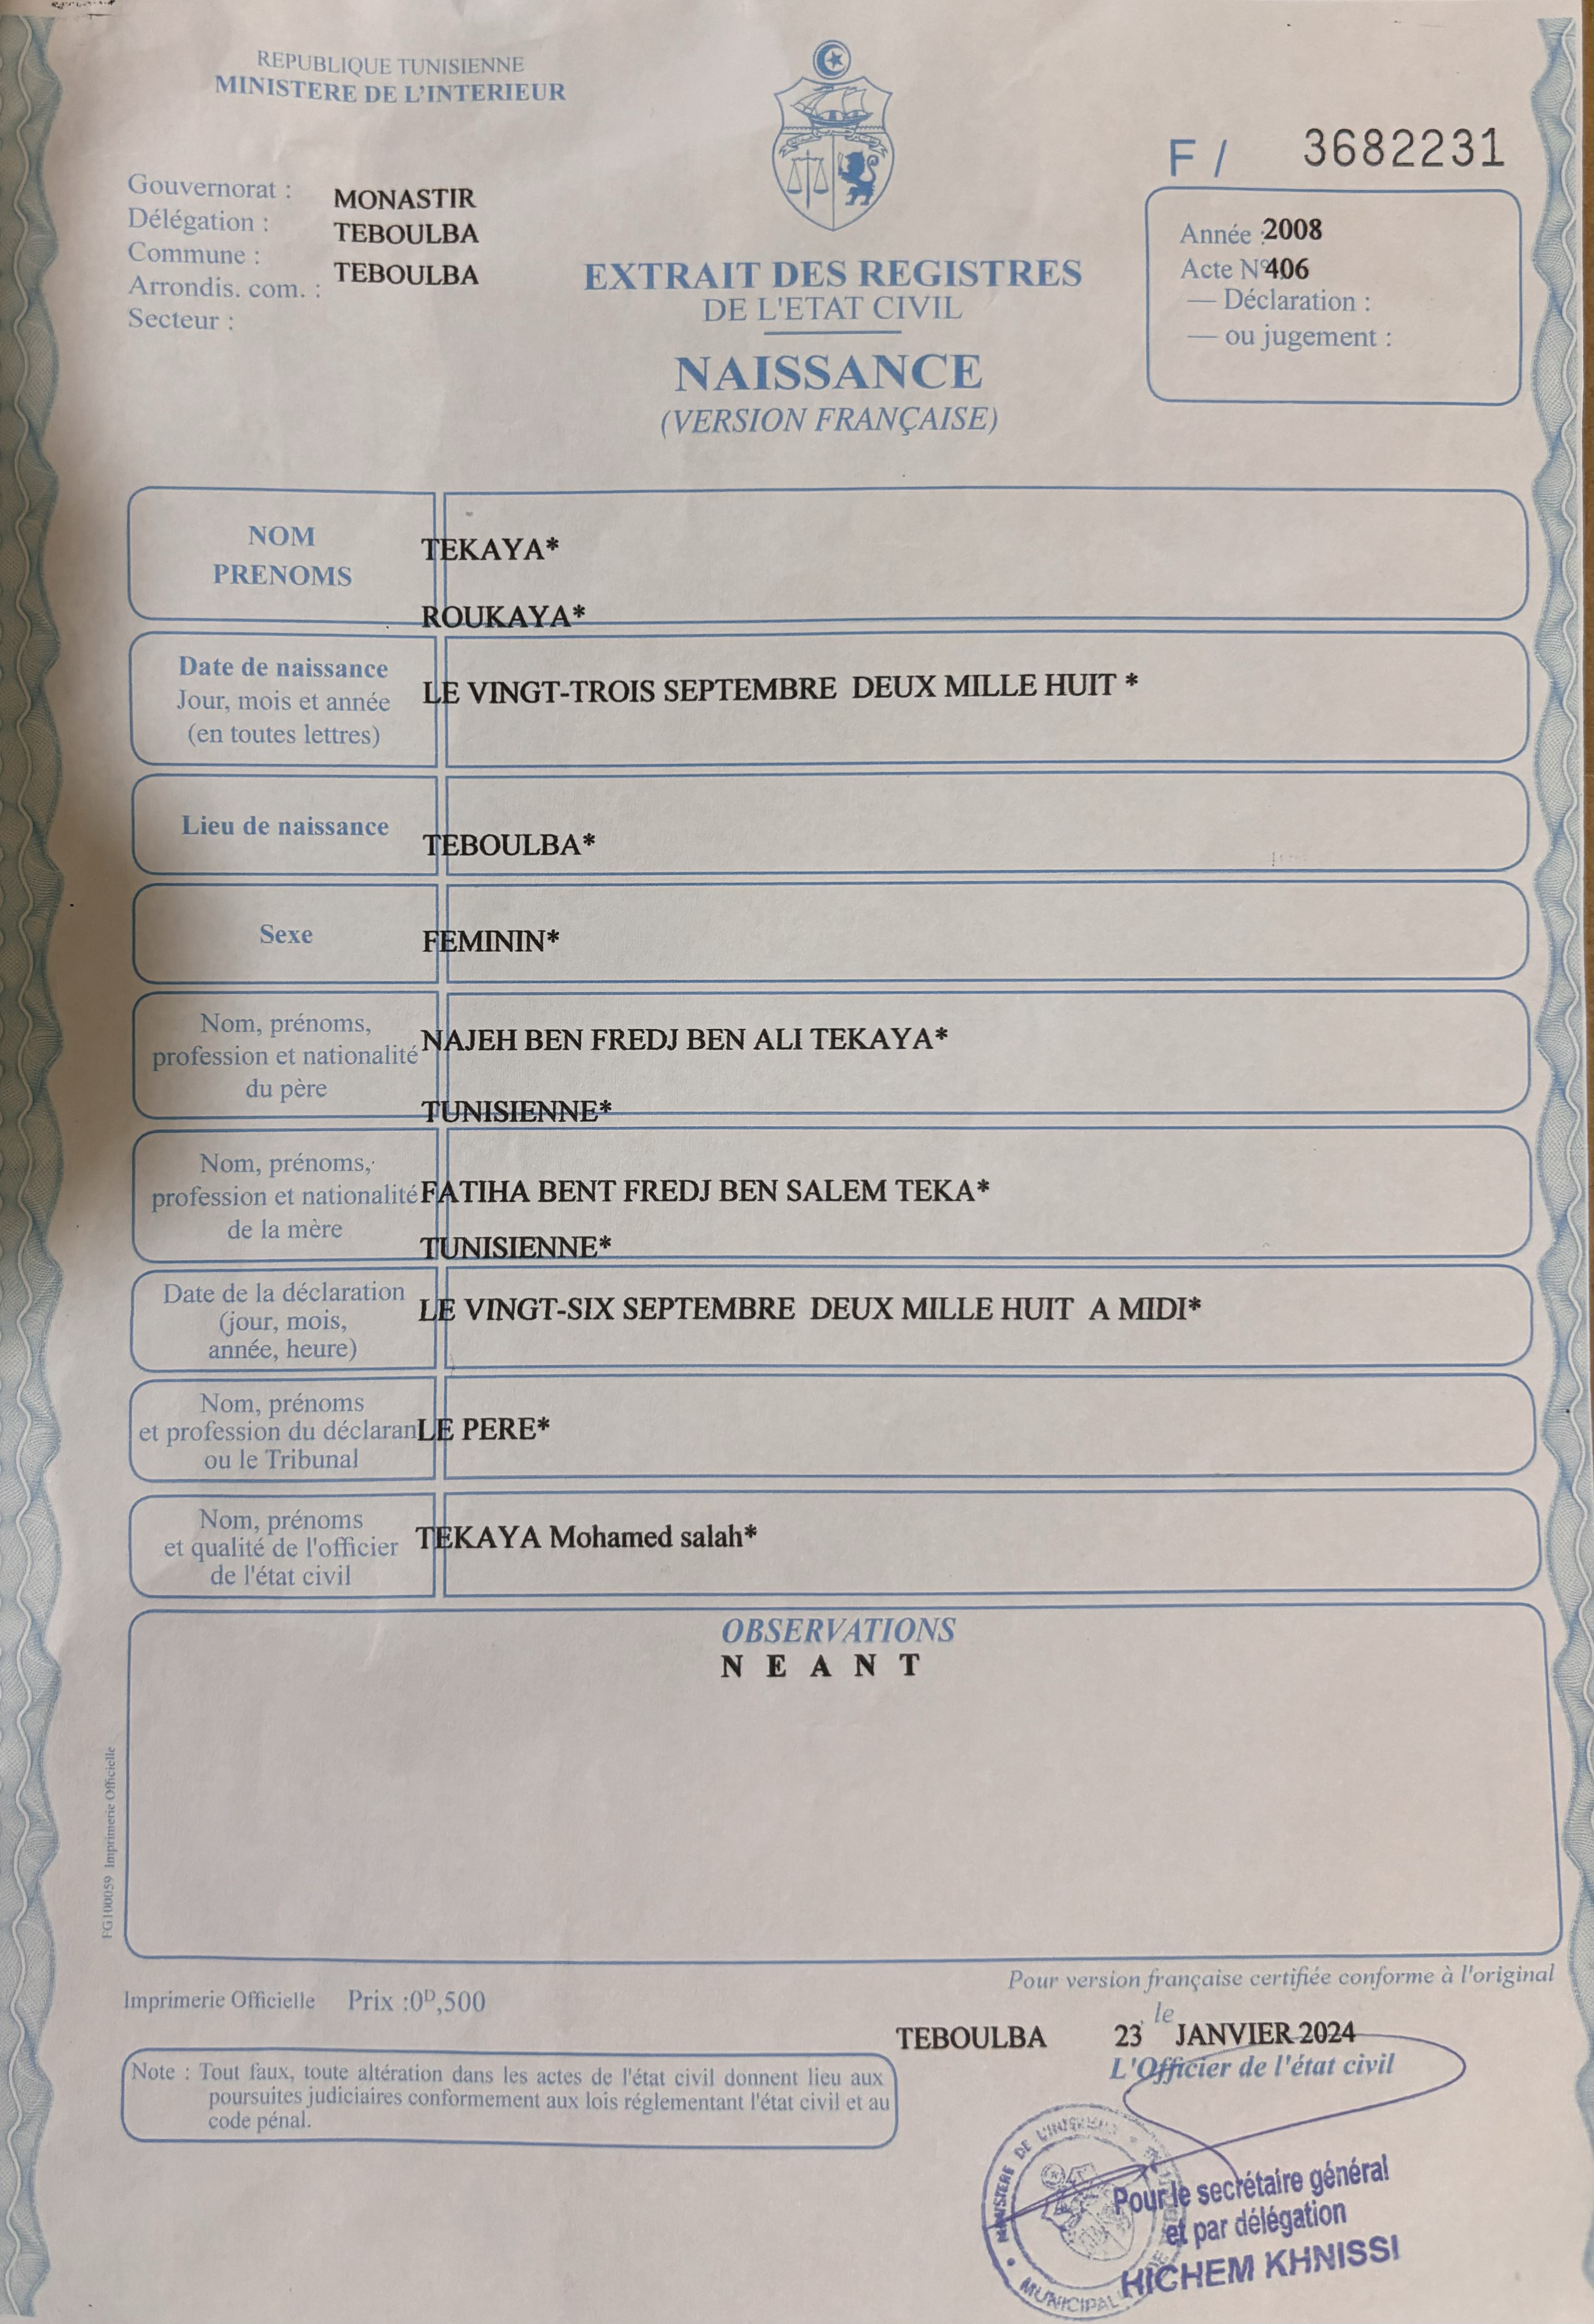 REPUBLIQUE TUNISIENNE
MINISTERE DE L'INTERIEUR
F / 3682231
Gouvernorat : MONASTIR
Délégation : TEBOULBA
Commune : TEBOULBA
Arrondis. com. :
Secteur :
EXTRAIT DES REGISTRES
DE L'ETAT CIVIL
NAISSANCE
(VERSION FRANÇAISE)
Année : 2008
Acte N° 406
— Déclaration :
— ou jugement :
NOM
PRENOMS
TEKAYA*
ROUKAYA*
Date de naissance
Jour, mois et année
(en toutes lettres)
LE VINGT-TROIS SEPTEMBRE DEUX MILLE HUIT *
Lieu de naissance
TEBOULBA*
Sexe
FEMININ*
Nom, prénoms,
profession et nationalité
du père
NAJEH BEN FREDJ BEN ALI TEKAYA*
TUNISIENNE*
Nom, prénoms,
profession et nationalité
de la mère
FATIHA BENT FREDJ BEN SALEM TEKA*
TUNISIENNE*
Date de la déclaration
(jour, mois,
année, heure)
LE VINGT-SIX SEPTEMBRE DEUX MILLE HUIT A MIDI*
Nom, prénoms
et profession du déclaran
ou le Tribunal
LE PERE*
Nom, prénoms
et qualité de l'officier
de l'état civil
TEKAYA Mohamed salah*
OBSERVATIONS
N E A N T
FG100059 Imprimerie Officielle
Imprimerie Officielle Prix :0D,500
Pour version française certifiée conforme à l'original
TEBOULBA le 23 JANVIER 2024
L'Officier de l'état civil
Note : Tout faux, toute altération dans les actes de l'état civil donnent lieu aux
poursuites judiciaires conformement aux lois réglementant l'état civil et au
code pénal.
MINISTERE DE L'INTERIEUR
MUNICIPAL
Pour le secrétaire général
et par délégation
HICHEM KHNISSI